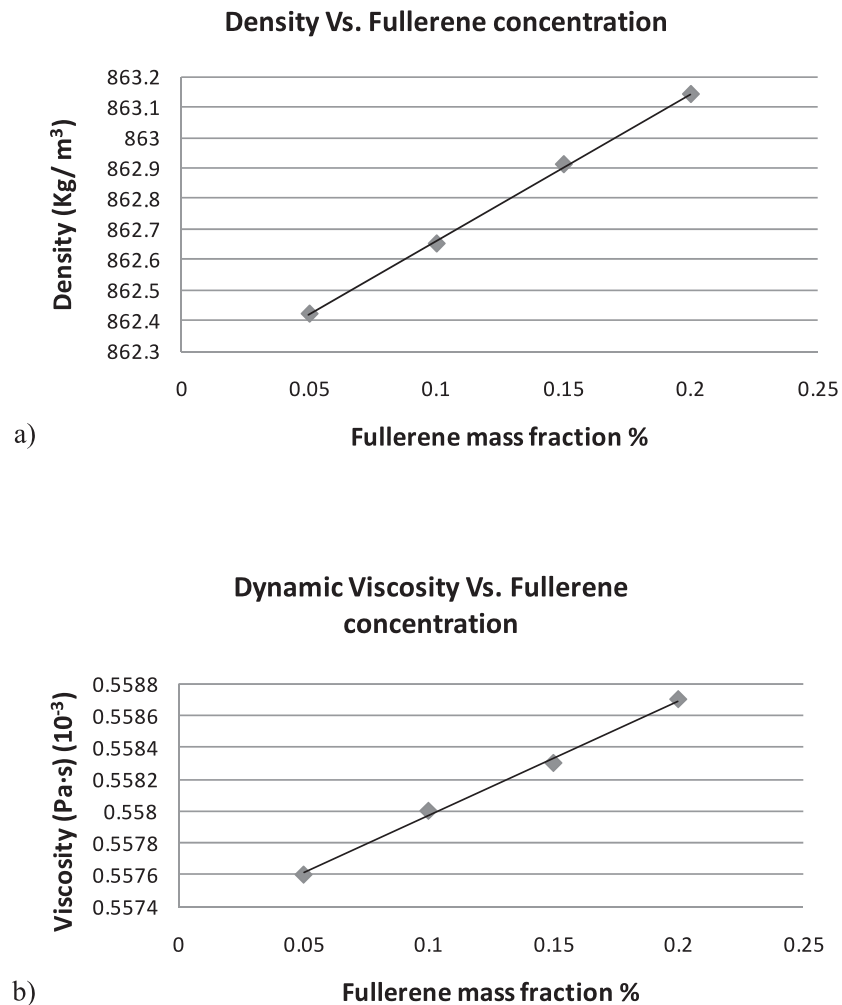 Density Vs. Fullerene concentration
863.2
863.1
863
862.9
862.8
862.7
862.6
862.5
862.4
862.3
Density (Kg/ m³)
0 0.05 0.1 0.15 0.2 0.25
Fullerene mass fraction %
a)
Dynamic Viscosity Vs. Fullerene
concentration
0.5588
0.5586
0.5584
0.5582
0.558
0.5578
0.5576
0.5574
Viscosity (Pa·s) (10⁻³)
0 0.05 0.1 0.15 0.2 0.25
Fullerene mass fraction %
b)